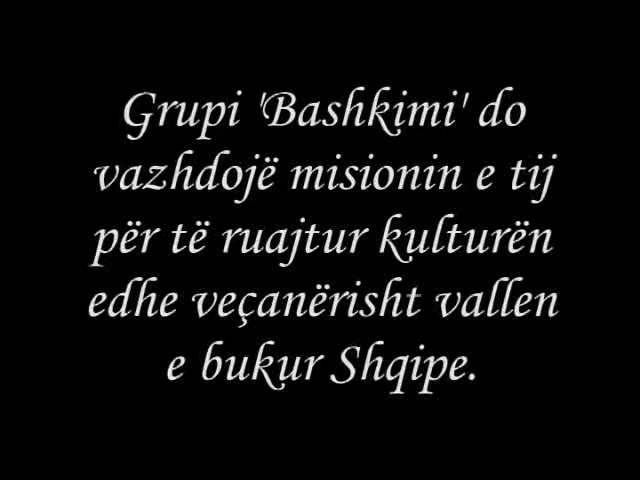 Grupi 'Bashkimi' do
vazhdojë misionin e tij
për të ruajtur kulturën
edhe veçanërisht vallen
e bukur Shqipe.